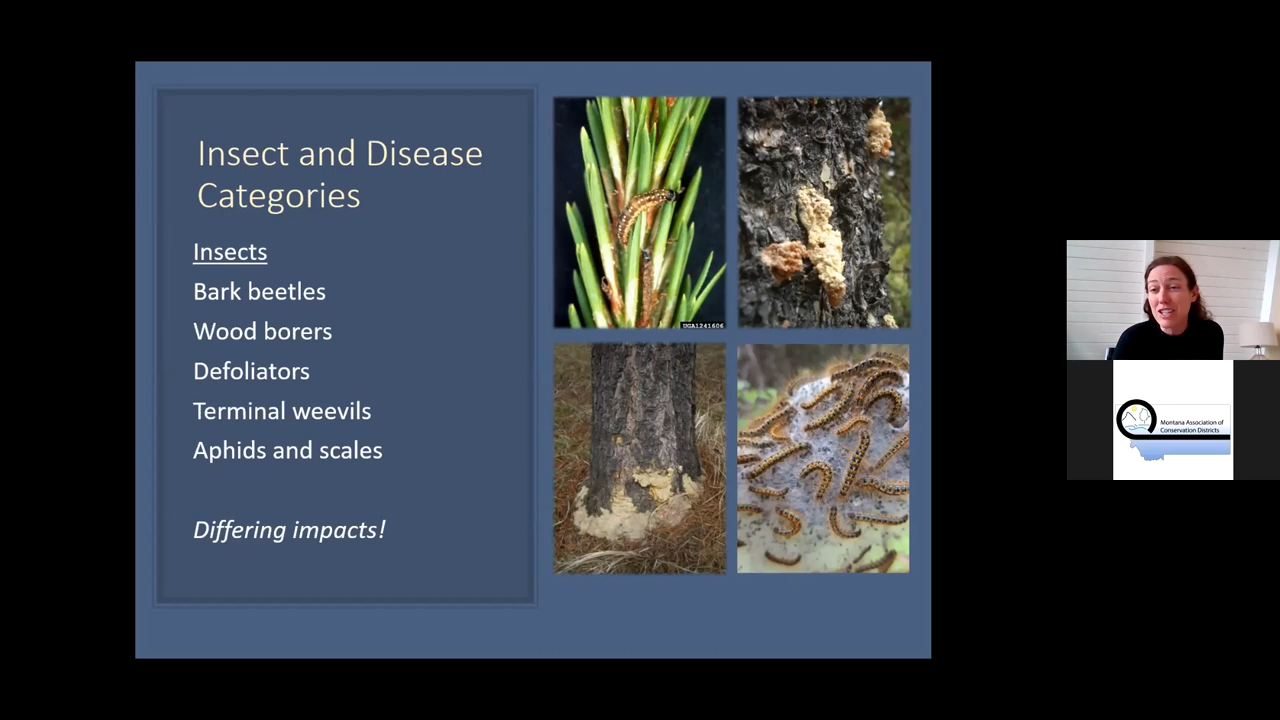 Insect and Disease
Categories
Insects
Bark beetles
Wood borers
Defoliators
Terminal weevils
Aphids and scales
Differing impacts!
UGA1241606
Montana Association of
Conservation Districts